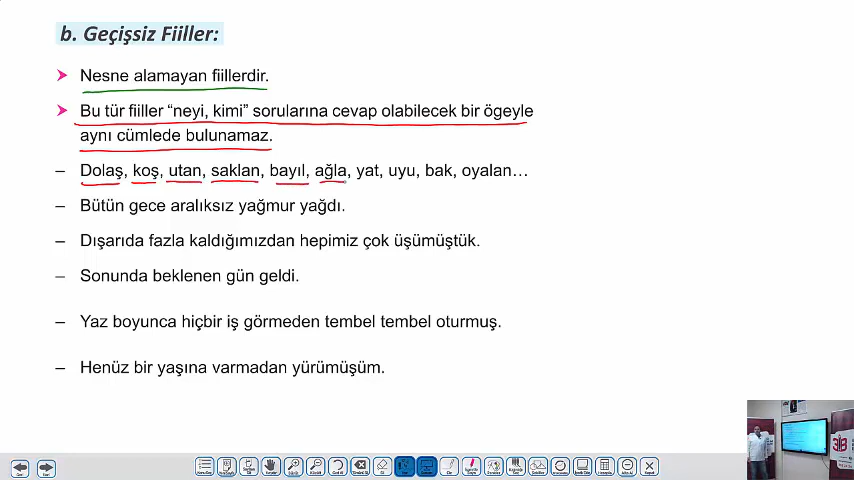 b. Geçişsiz Fiiller:
Nesne alamayan fiillerdir.
Bu tür fiiller “neyi, kimi” sorularına cevap olabilecek bir ögeyle
aynı cümlede bulunamaz.
– Dolaş, koş, utan, saklan, bayıl, ağla, yat, uyu, bak, oyalan…
– Bütün gece aralıksız yağmur yağdı.
– Dışarıda fazla kaldığımızdan hepimiz çok üşümüştük.
– Sonunda beklenen gün geldi.
– Yaz boyunca hiçbir iş görmeden tembel tembel oturmuş.
– Henüz bir yaşına varmadan yürümüşüm.